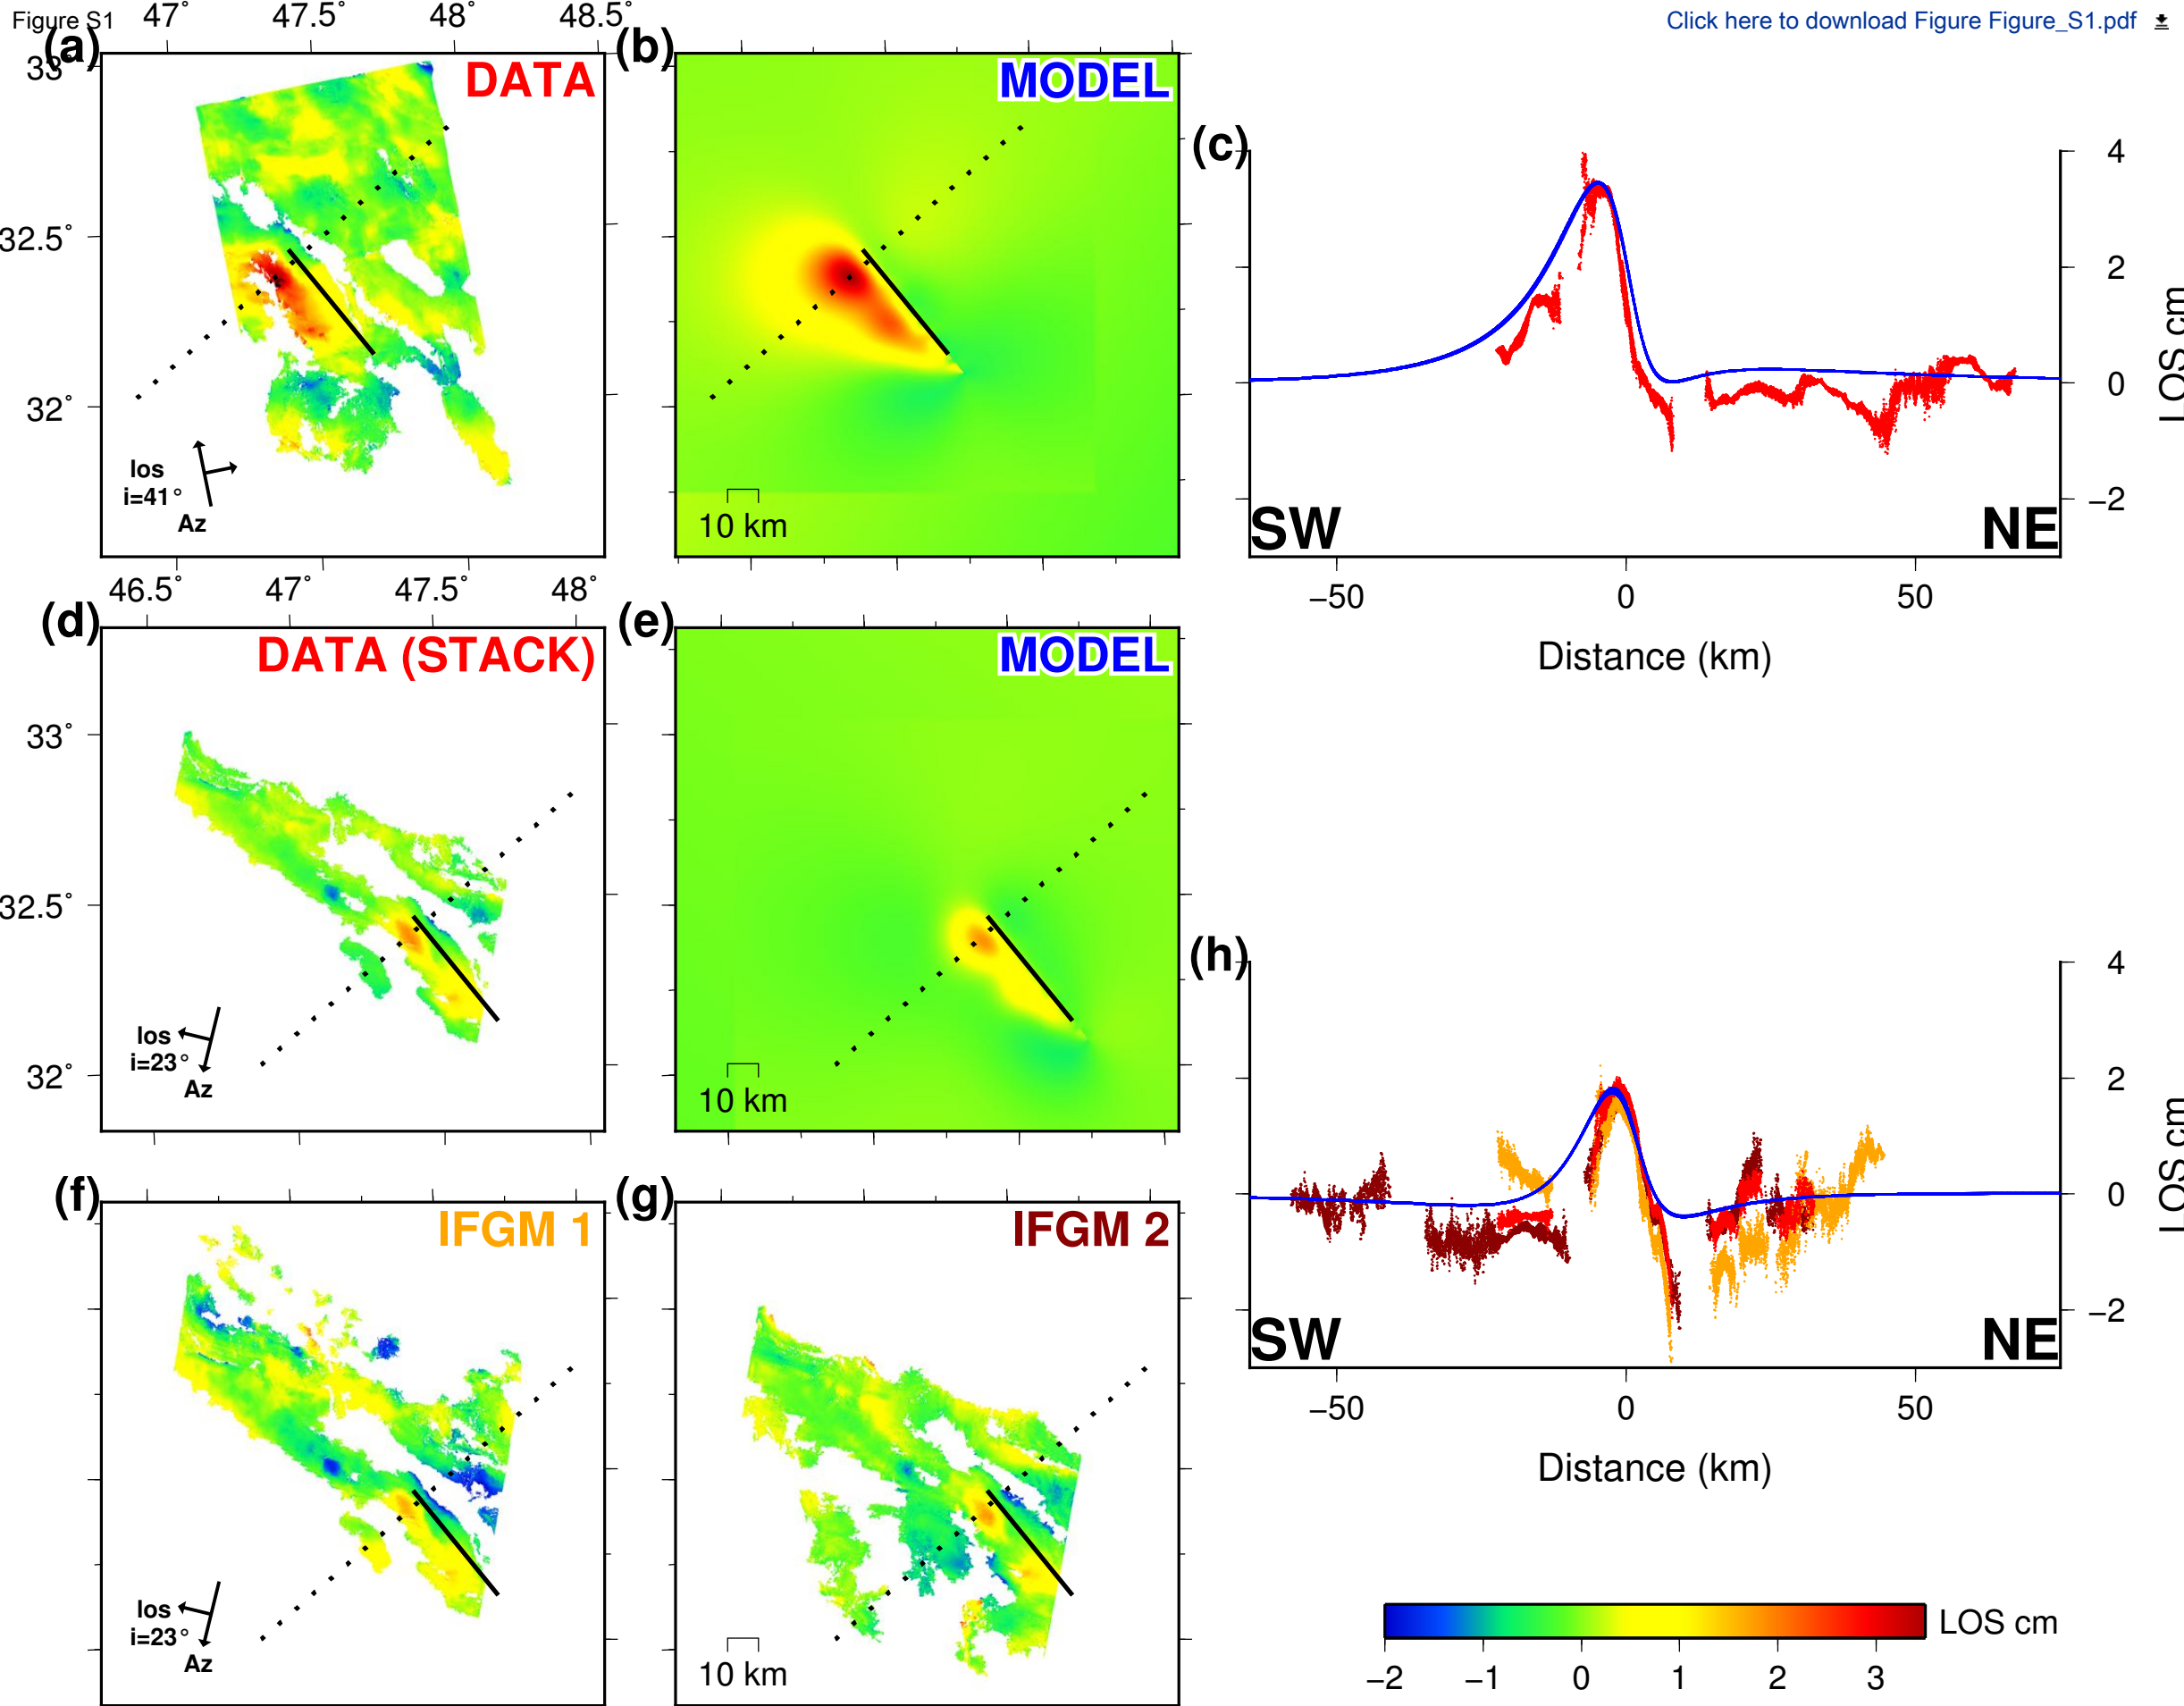 Figure S1
Click here to download Figure Figure_S1.pdf
47° 47.5° 48° 48.5°
(a)
DATA
33°
32.5°
32°
los
i=41°
Az
(b)
MODEL
10 km
(c)
4
2
0
−2
LOS cm
SW
NE
−50 0 50
Distance (km)
46.5° 47° 47.5° 48°
(d)
DATA (STACK)
33°
32.5°
32°
los
i=23°
Az
(e)
MODEL
10 km
(f)
IFGM 1
los
i=23°
Az
(g)
IFGM 2
10 km
(h)
4
2
0
−2
LOS cm
SW
NE
−50 0 50
Distance (km)
LOS cm
−2 −1 0 1 2 3